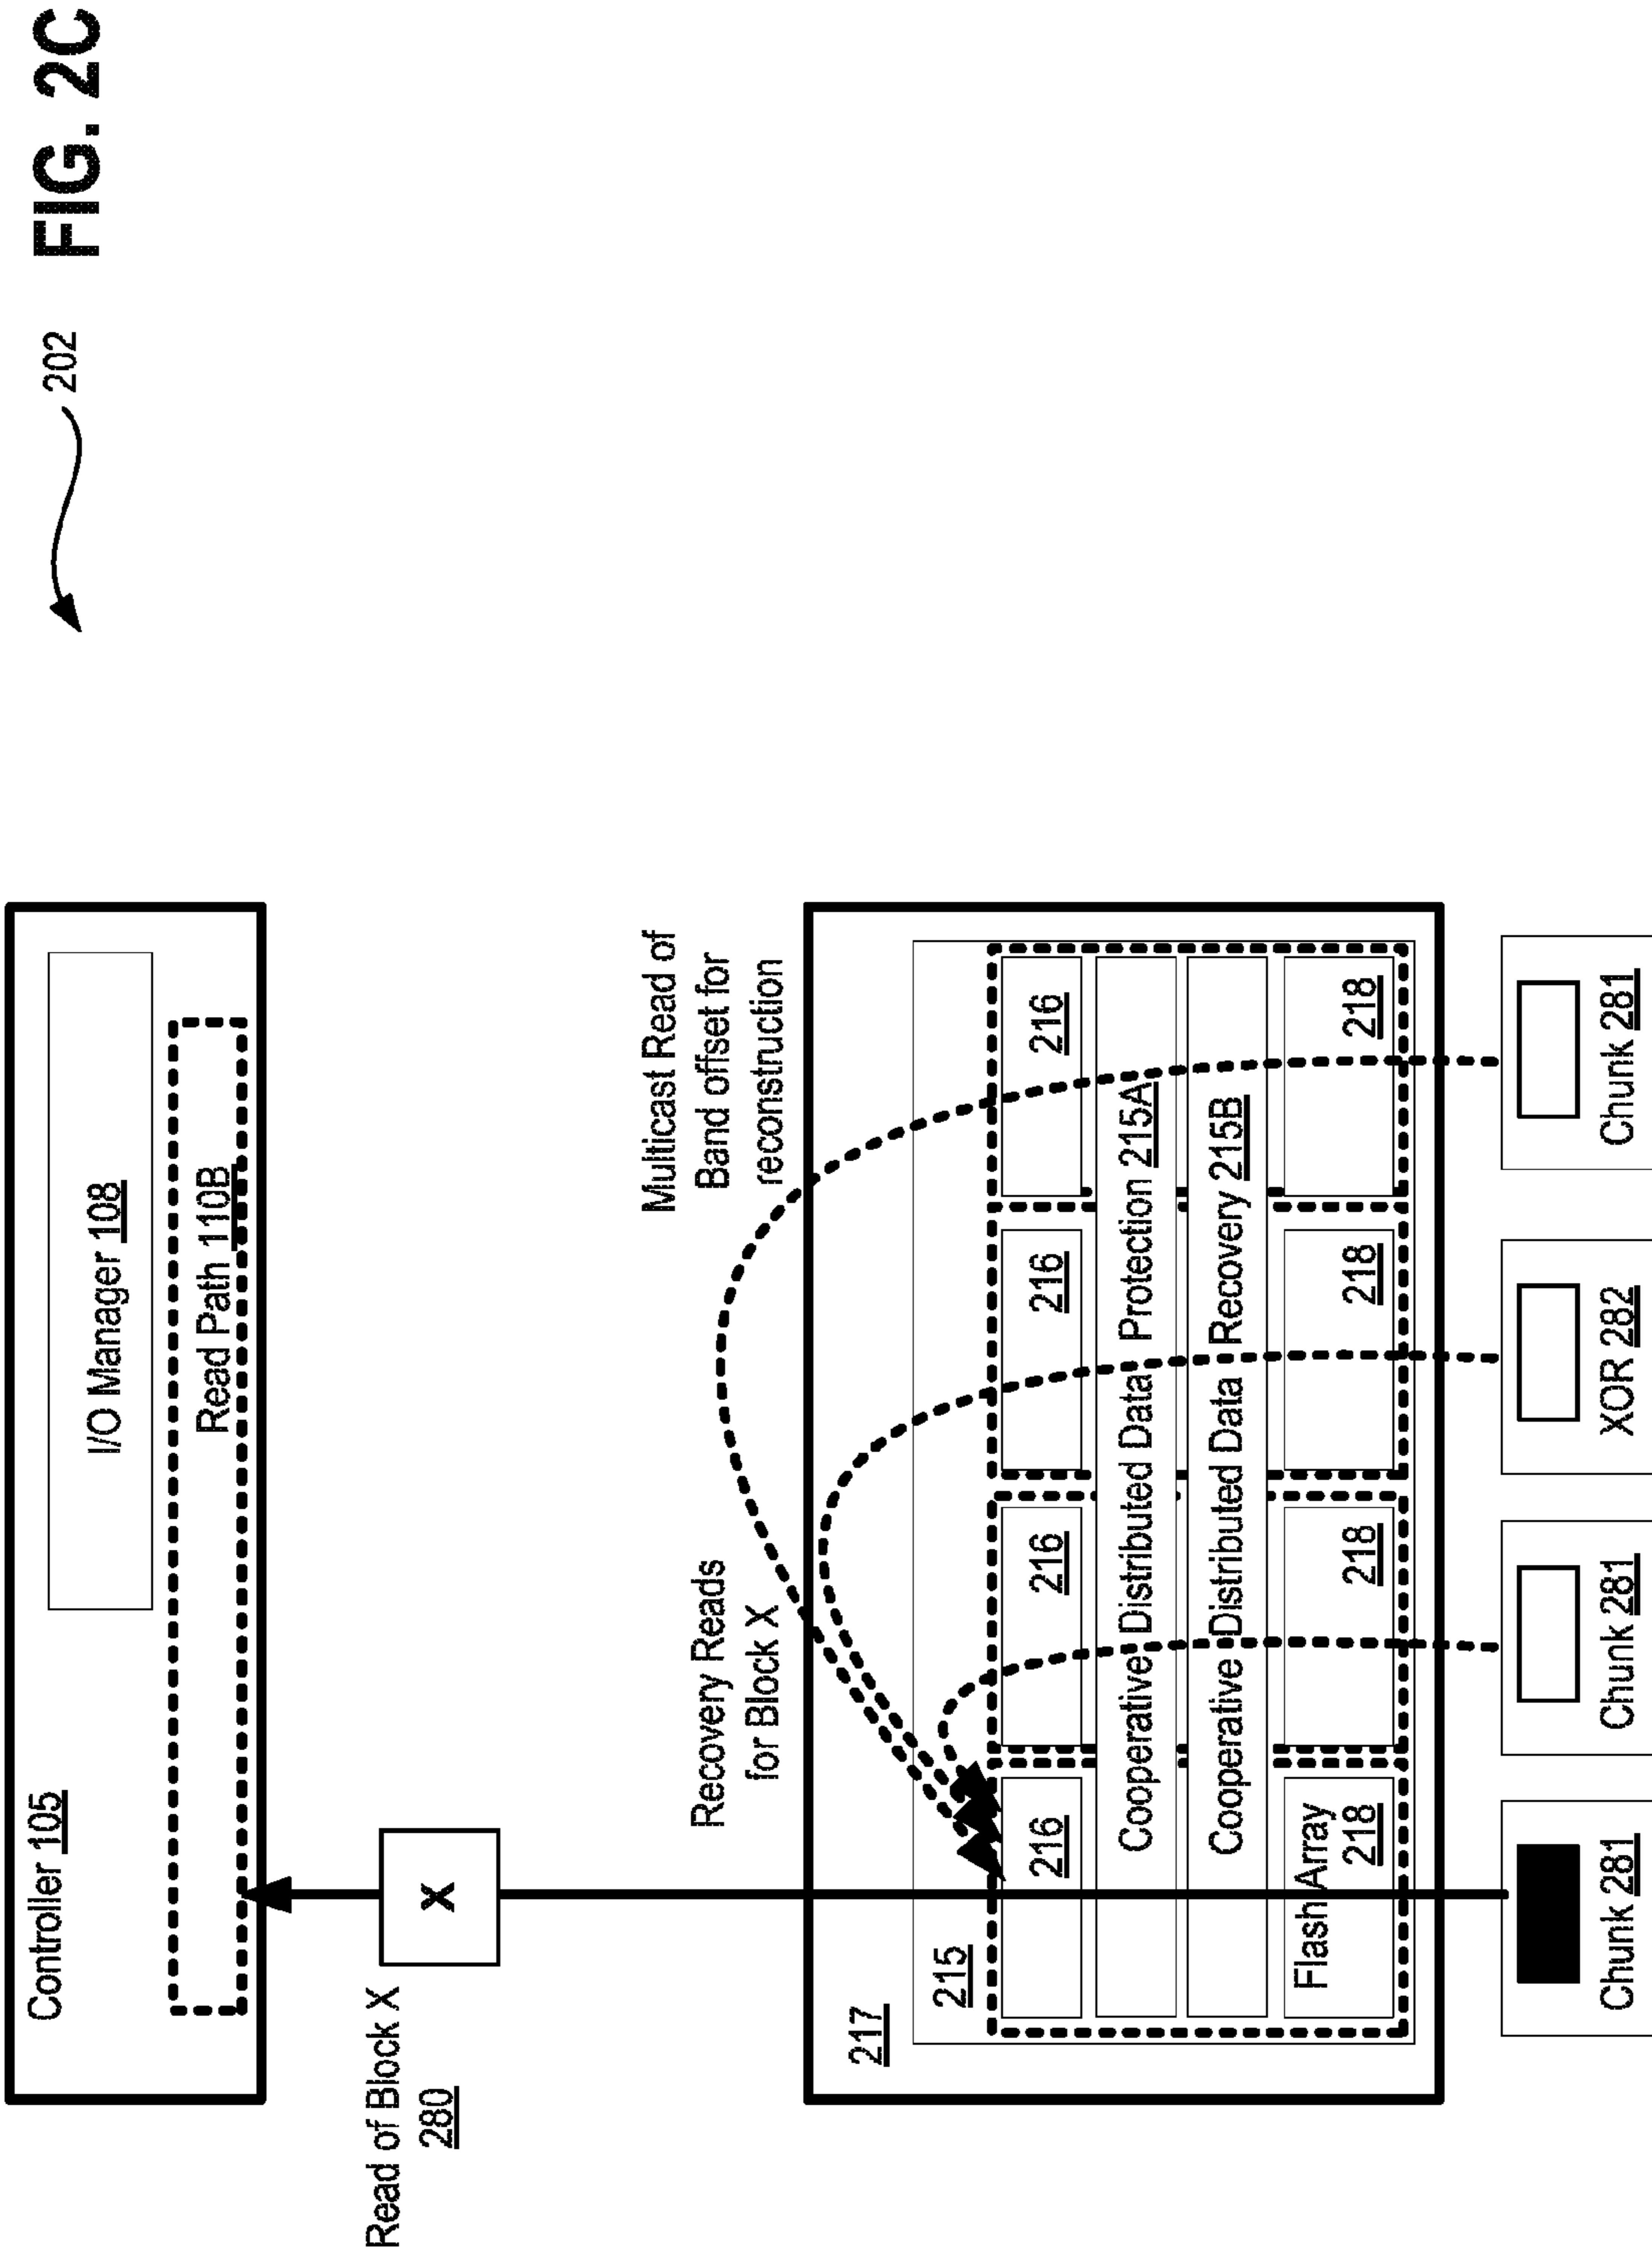 FIG. 2C
202
Controller 105
I/O Manager 108
Read Path 110B
Read of Block X
280
X
Recovery Reads
for Block X
Multicast Read of
Band offset for
reconstruction
217
215
216
216
216
216
Cooperative Distributed Data Protection 215A
Cooperative Distributed Data Recovery 215B
Flash Array
218
218
218
218
Chunk 281
Chunk 281
XOR 282
Chunk 281